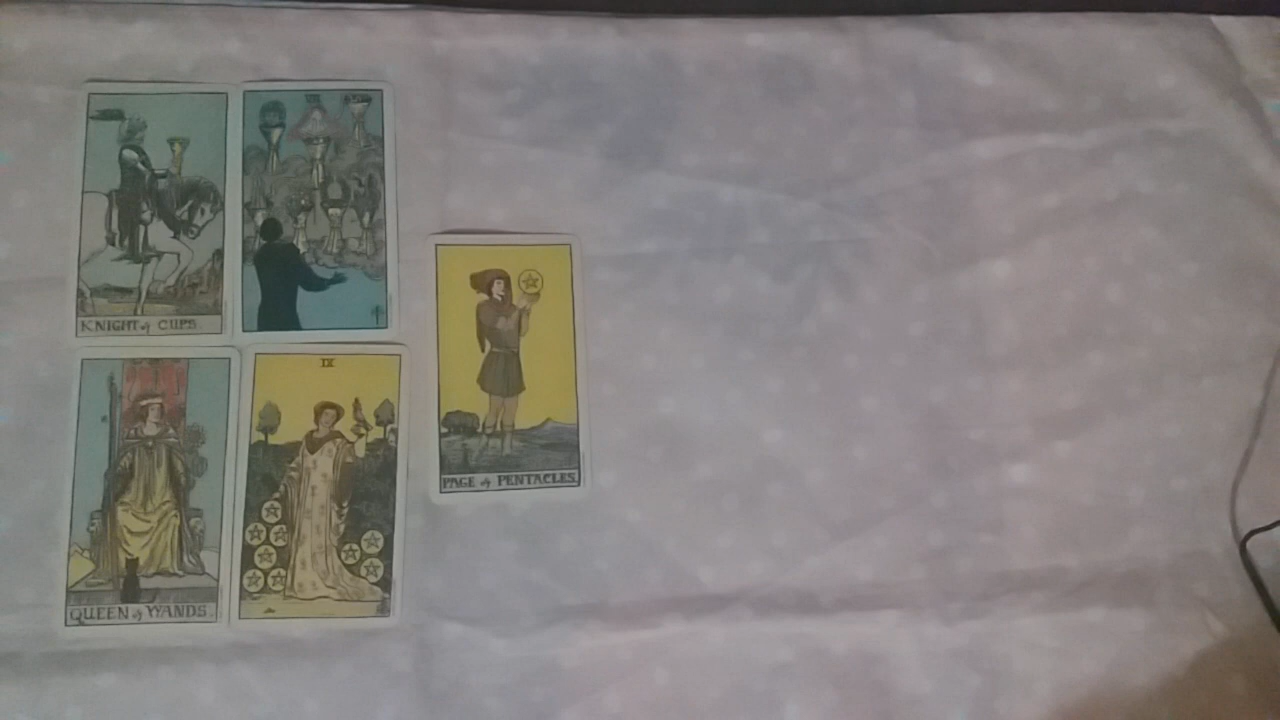 KNIGHT of CUPS.
QUEEN of WANDS.
IX
PAGE of PENTACLES.